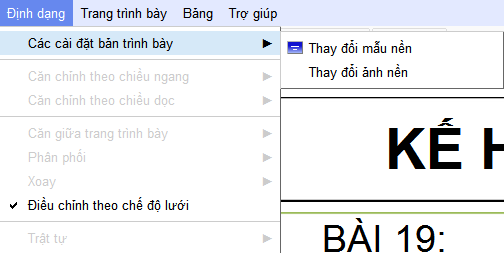 Định dạng Trang trình bày Bảng Trợ giúp
Các cài đặt bản trình bày
Thay đổi mẫu nền
Thay đổi ảnh nền
Căn chỉnh theo chiều ngang
Căn chỉnh theo chiều dọc
Căn giữa trang trình bày
Phân phối
Xoay
Điều chỉnh theo chế độ lưới
Trật tự
KẾ H
BÀI 19: